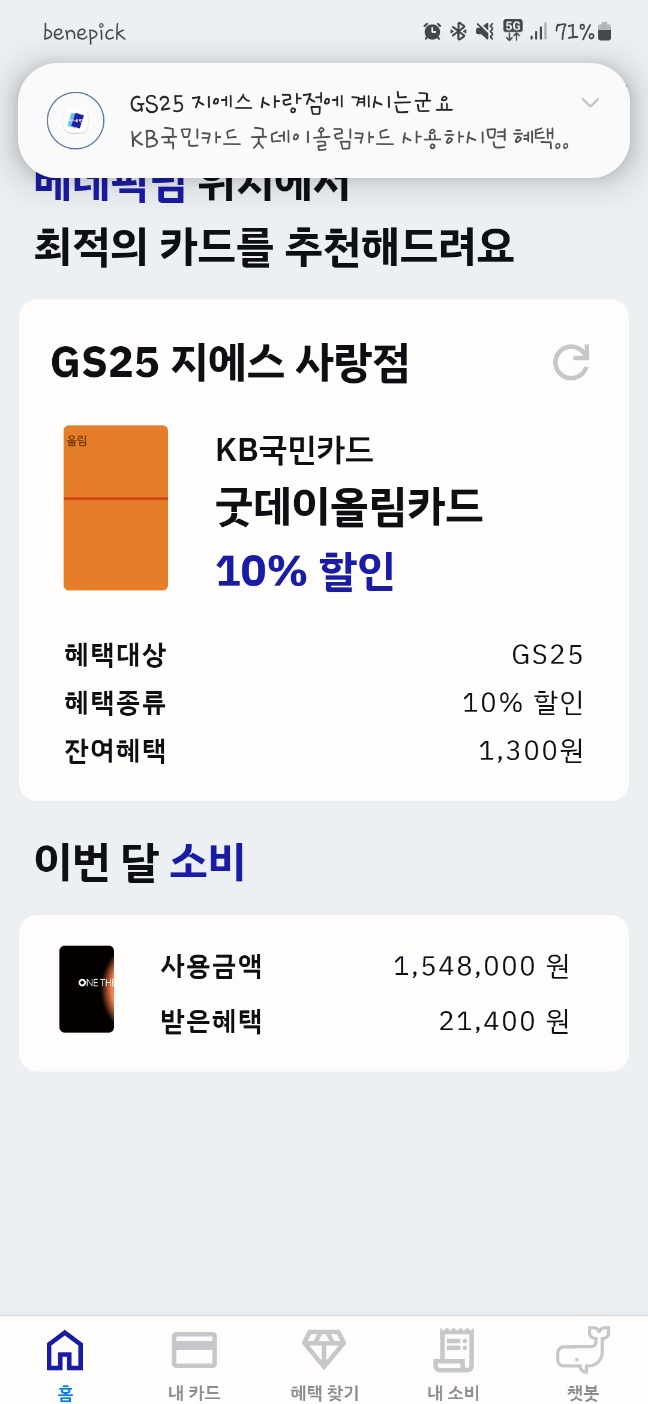 benepick
5G
71%
GS25 지에스 사랑점에 계시는군요
KB국민카드 굿데이올림카드 사용하시면 혜택..
베네픽님 위치에서
최적의 카드를 추천해드려요
GS25 지에스 사랑점
올림
KB국민카드
굿데이올림카드
10% 할인
혜택대상 GS25
혜택종류 10% 할인
잔여혜택 1,300원
이번 달 소비
ONE THE
사용금액 1,548,000 원
받은혜택 21,400 원
홈 내 카드 혜택 찾기 내 소비 챗봇